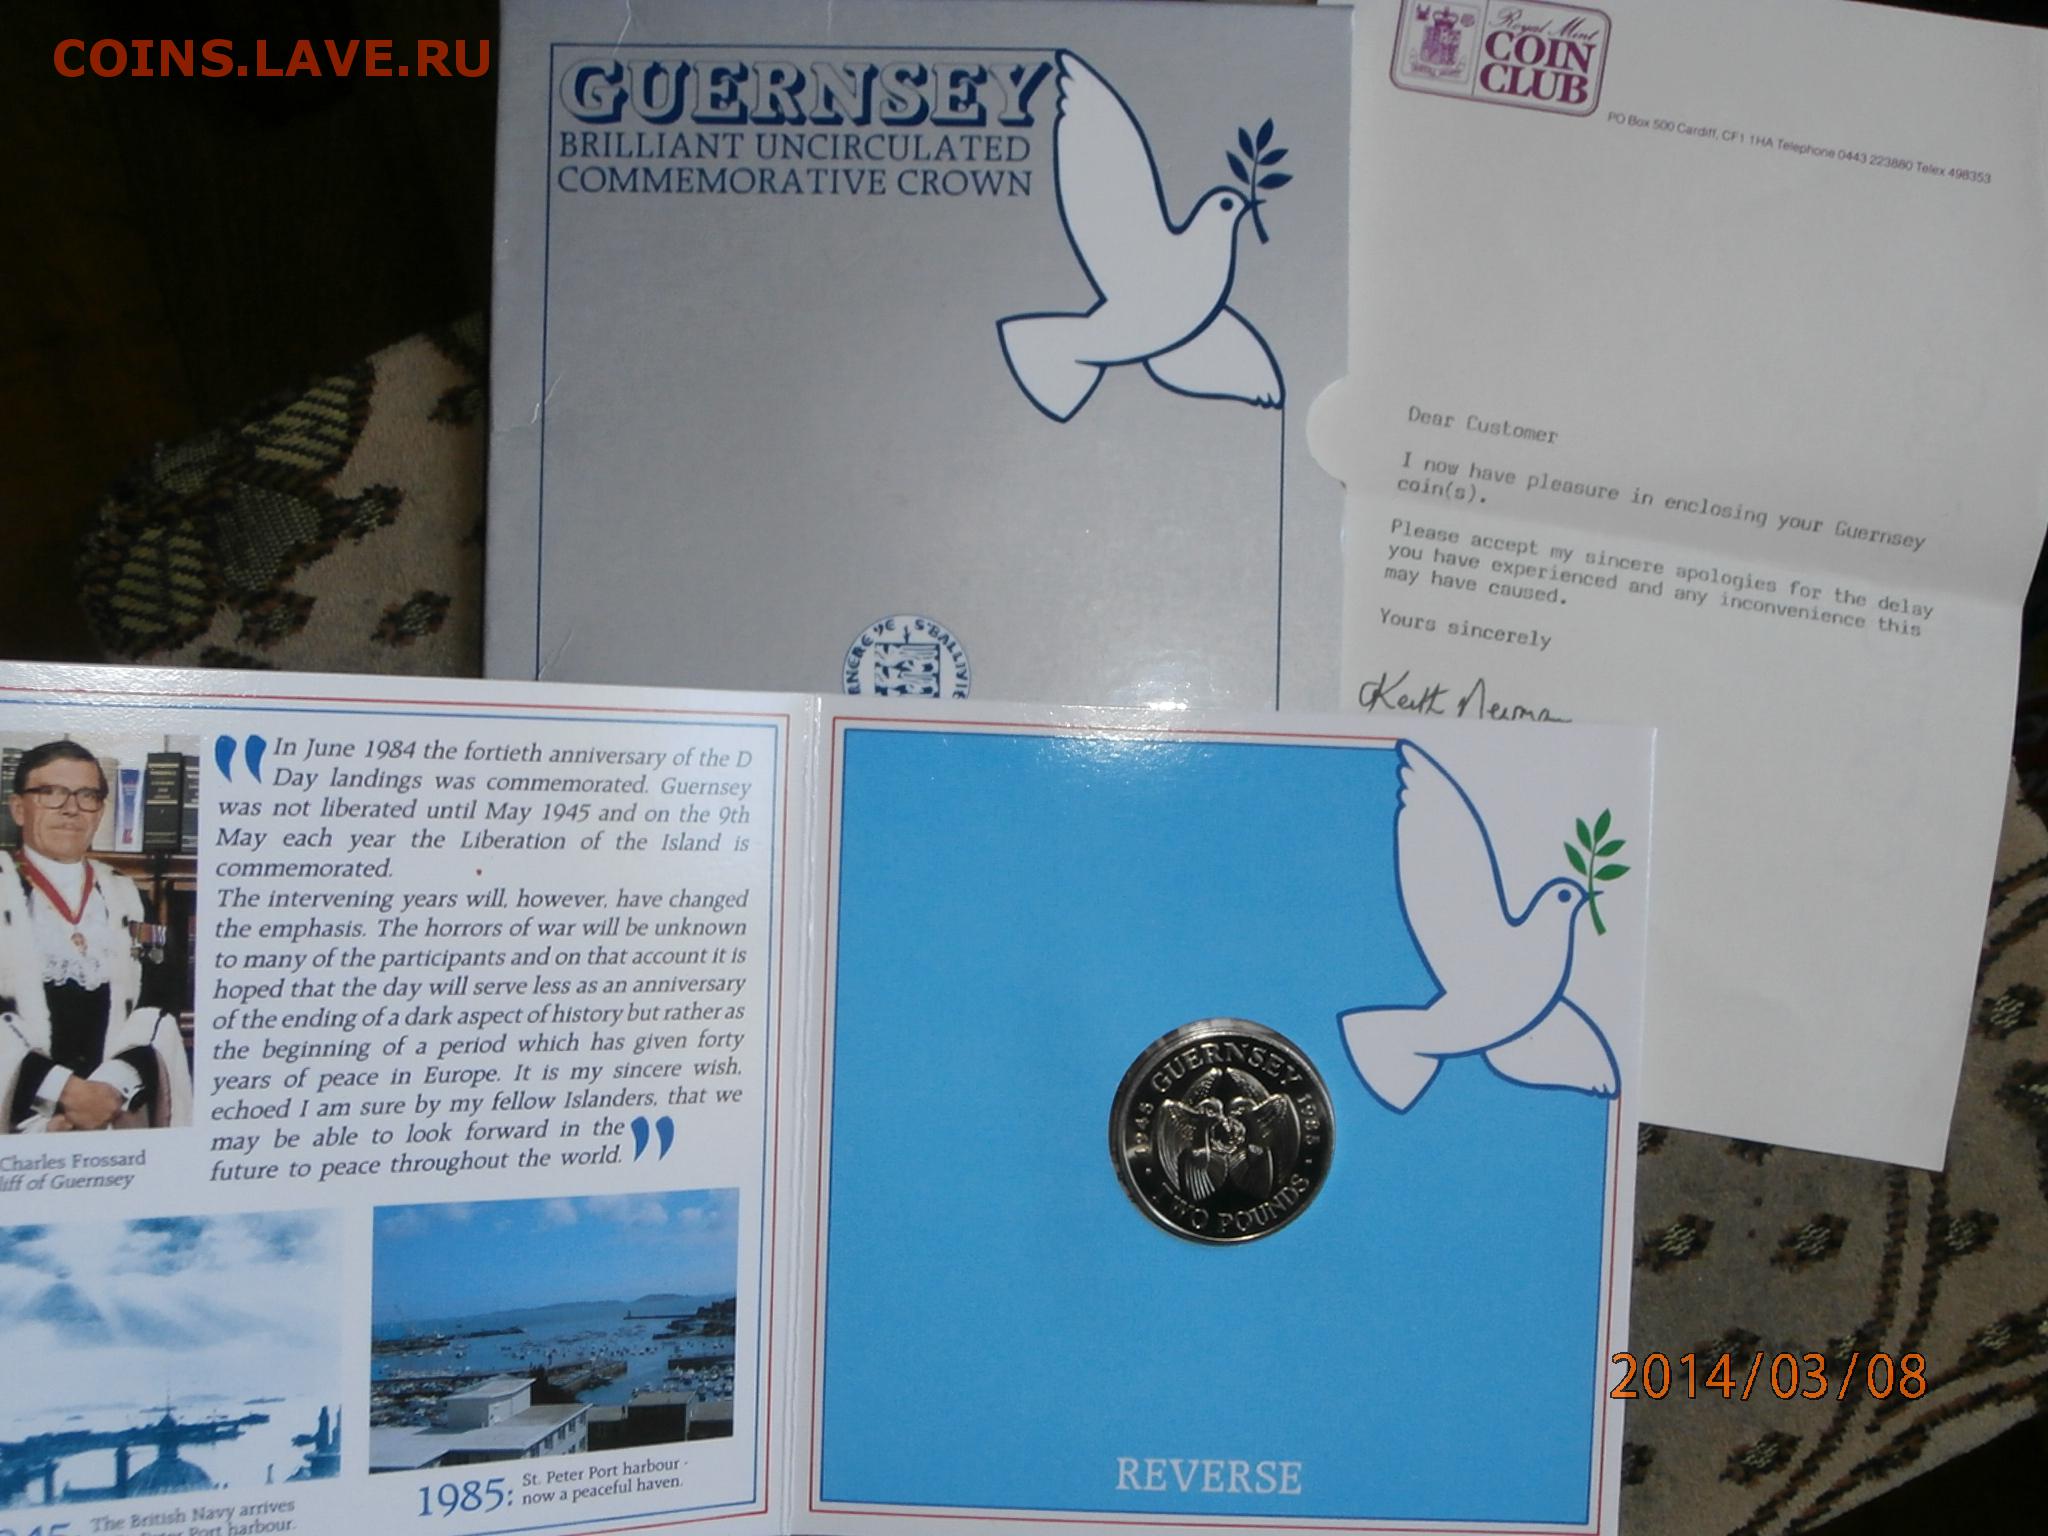 COINS.LAVE.RU
GUERNSEY
BRILLIANT UNCIRCULATED
COMMEMORATIVE CROWN
S'BALLIVIE
Royal Mint
COIN
CLUB
PO Box 500 Cardiff, CF1 1HA Telephone 0443 223880 Telex 498353
Dear Customer
I now have pleasure in enclosing your Guernsey
coin(s).
Please accept my sincere apologies for the delay
you have experienced and any inconvenience this
may have caused.
Yours sincerely
Keith
"In June 1984 the fortieth anniversary of the D
Day landings was commemorated. Guernsey
was not liberated until May 1945 and on the 9th
May each year the Liberation of the Island is
commemorated.
The intervening years will, however, have changed
the emphasis. The horrors of war will be unknown
to many of the participants and on that account it is
hoped that the day will serve less as an anniversary
of the ending of a dark aspect of history but rather as
the beginning of a period which has given forty
years of peace in Europe. It is my sincere wish,
echoed I am sure by my fellow Islanders, that we
may be able to look forward in the
future to peace throughout the world."
Charles Frossard
liff of Guernsey
The British Navy arrives
Port harbour.
1985: St. Peter Port harbour -
now a peaceful haven.
GUERNSEY
1945 1985
TWO POUNDS
REVERSE
2014/03/08